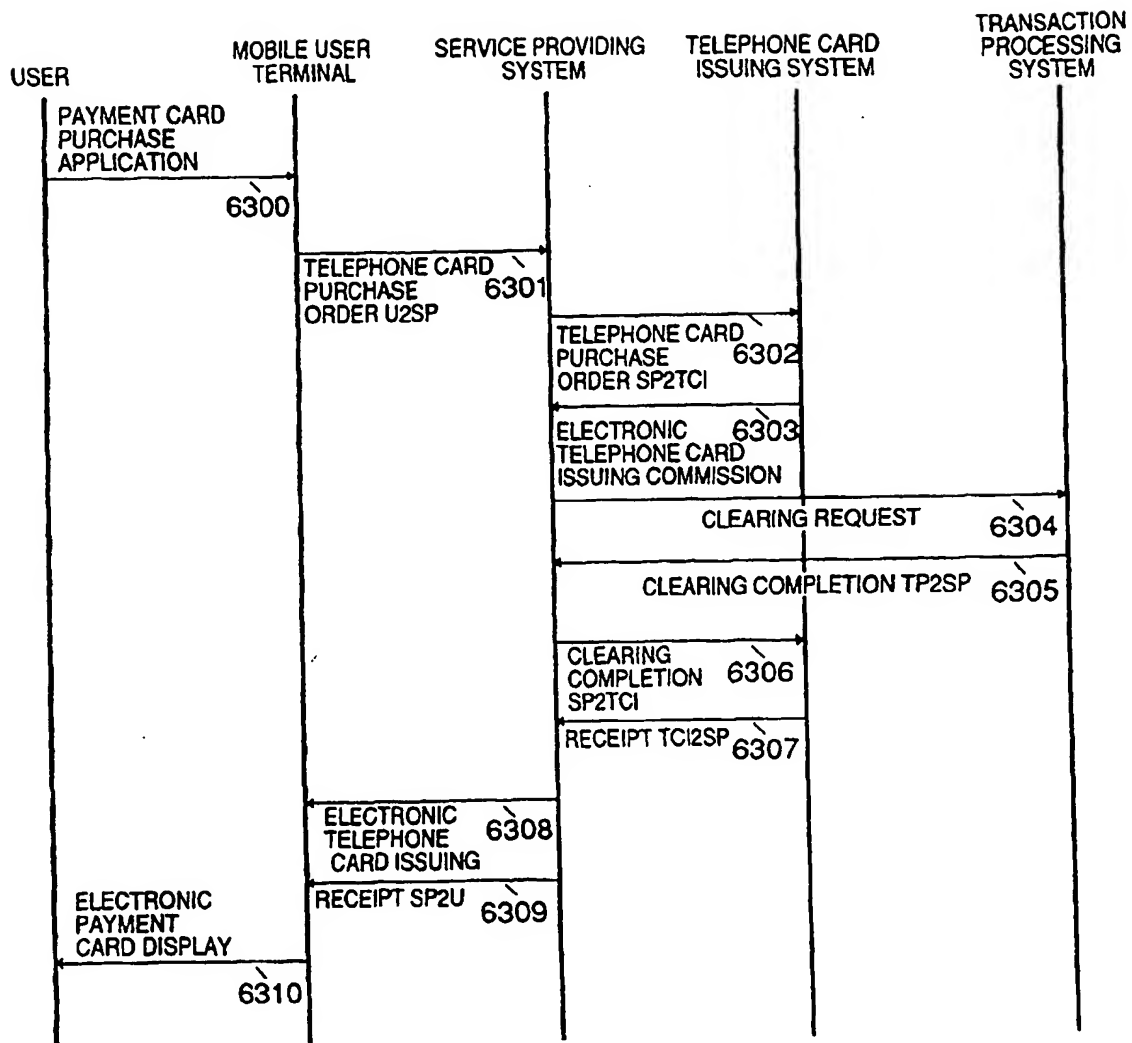 USER
MOBILE USER
TERMINAL
SERVICE PROVIDING
SYSTEM
TELEPHONE CARD
ISSUING SYSTEM
TRANSACTION
PROCESSING
SYSTEM
PAYMENT CARD
PURCHASE
APPLICATION
6300
TELEPHONE CARD
PURCHASE
ORDER U2SP
6301
TELEPHONE CARD
PURCHASE
ORDER SP2TCI
6302
ELECTRONIC
TELEPHONE CARD
ISSUING COMMISSION
6303
CLEARING REQUEST
6304
CLEARING COMPLETION TP2SP
6305
CLEARING
COMPLETION
SP2TCI
6306
RECEIPT TCI2SP
6307
ELECTRONIC
TELEPHONE
CARD ISSUING
6308
RECEIPT SP2U
6309
ELECTRONIC
PAYMENT
CARD DISPLAY
6310